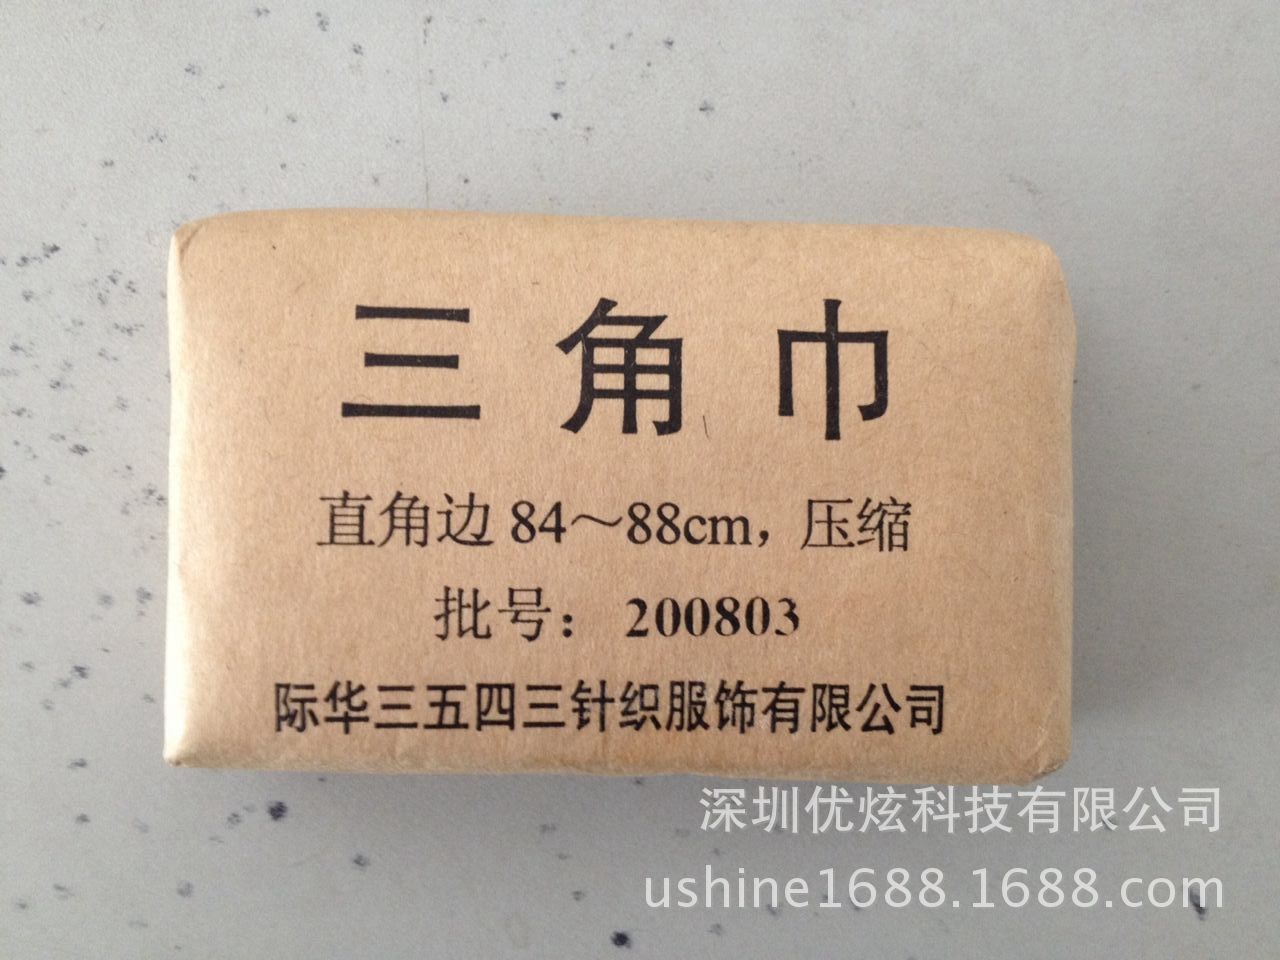 三角巾
直角边 84～88cm，压缩
批号： 200803
际华三五四三针织服饰有限公司
深圳优炫科技有限公司
ushine1688.1688.com